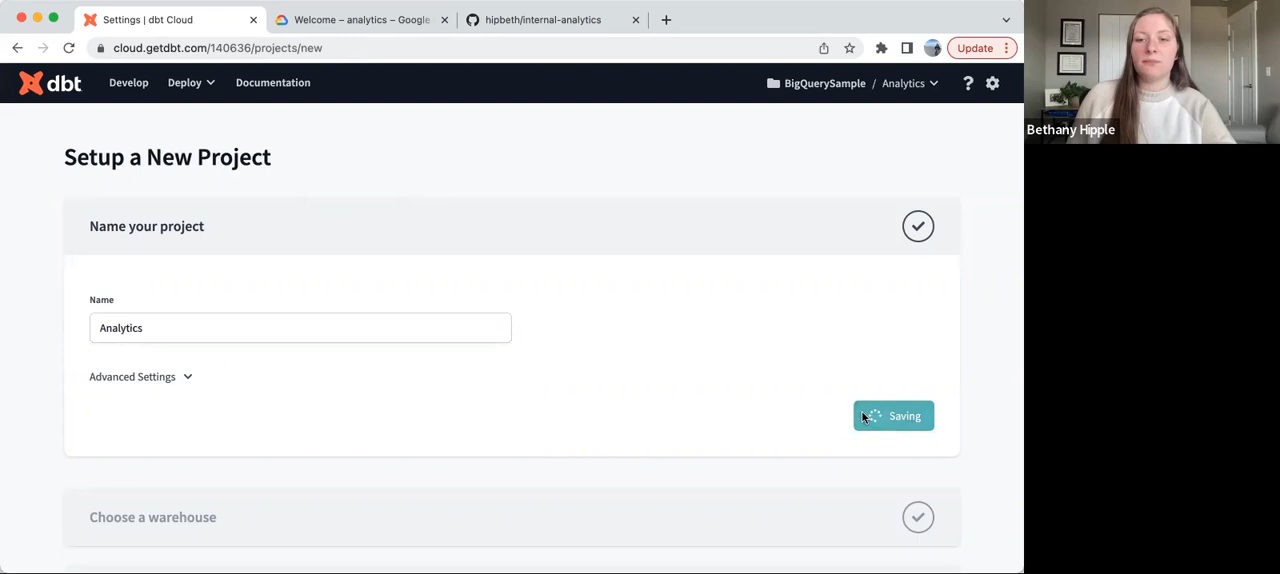 Settings | dbt Cloud
Welcome – analytics – Google
hipbeth/internal-analytics
cloud.getdbt.com/140636/projects/new
Update
dbt
Develop
Deploy
Documentation
BigQuerySample / Analytics
?
Bethany Hipple
Setup a New Project
Name your project
Name
Analytics
Advanced Settings
Saving
Choose a warehouse